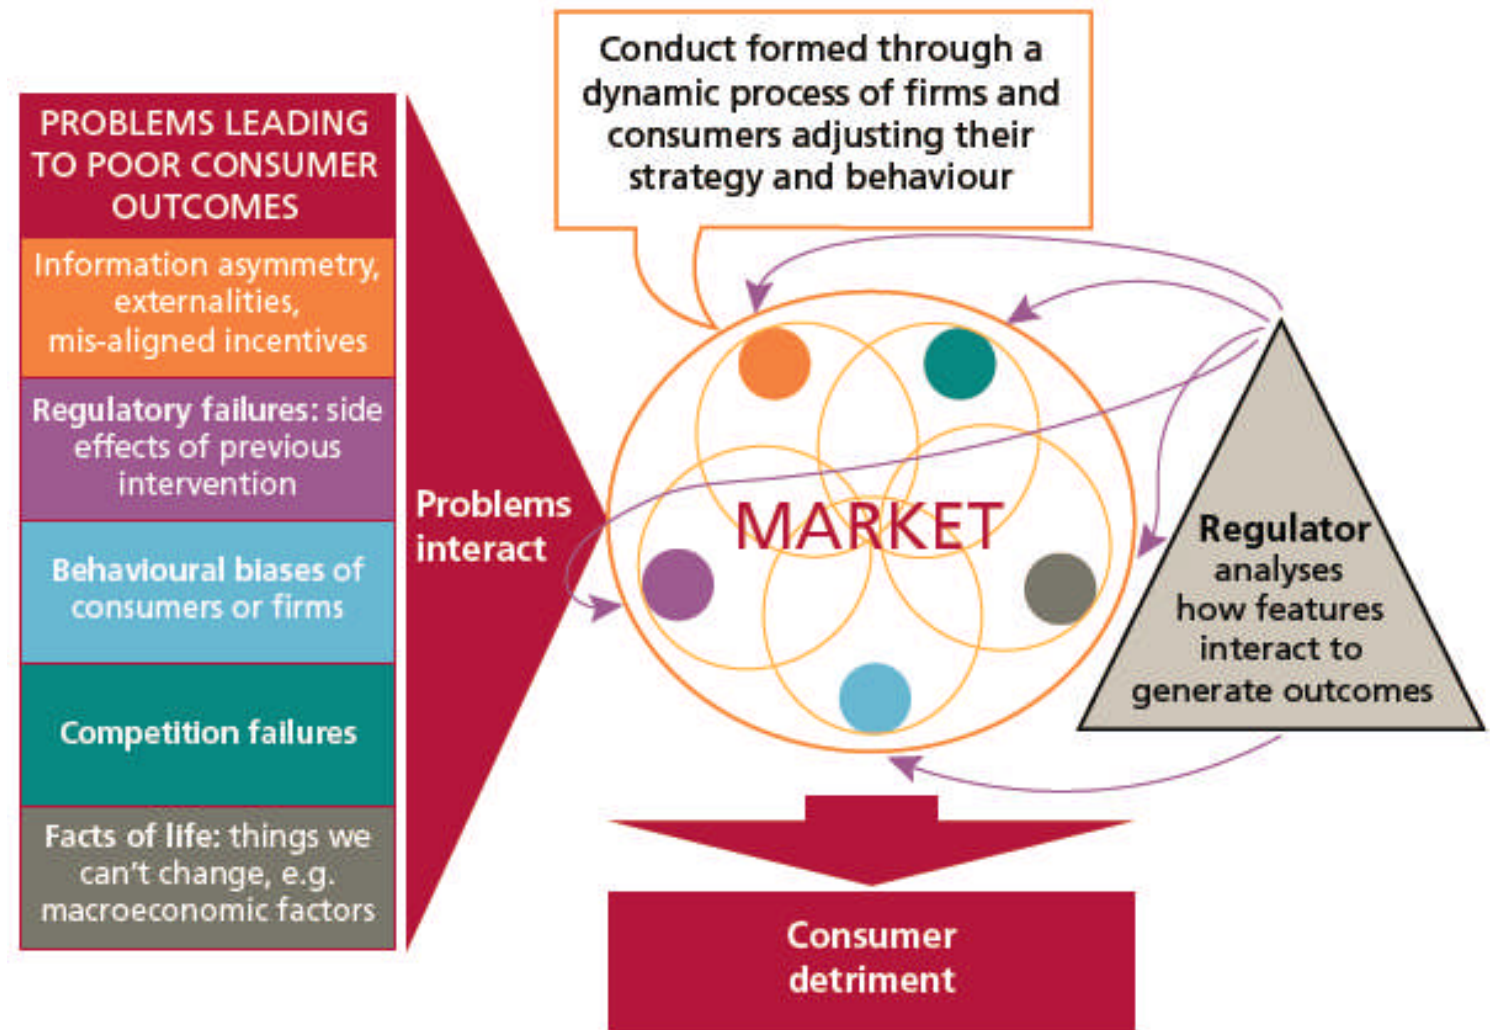 PROBLEMS LEADING
TO POOR CONSUMER
OUTCOMES
Information asymmetry,
externalities,
mis-aligned incentives
Regulatory failures: side
effects of previous
intervention
Behavioural biases of
consumers or firms
Competition failures
Facts of life: things we
can't change, e.g.
macroeconomic factors
Problems
interact
Conduct formed through a
dynamic process of firms and
consumers adjusting their
strategy and behaviour
MARKET
Regulator
analyses
how features
interact to
generate outcomes
Consumer
detriment